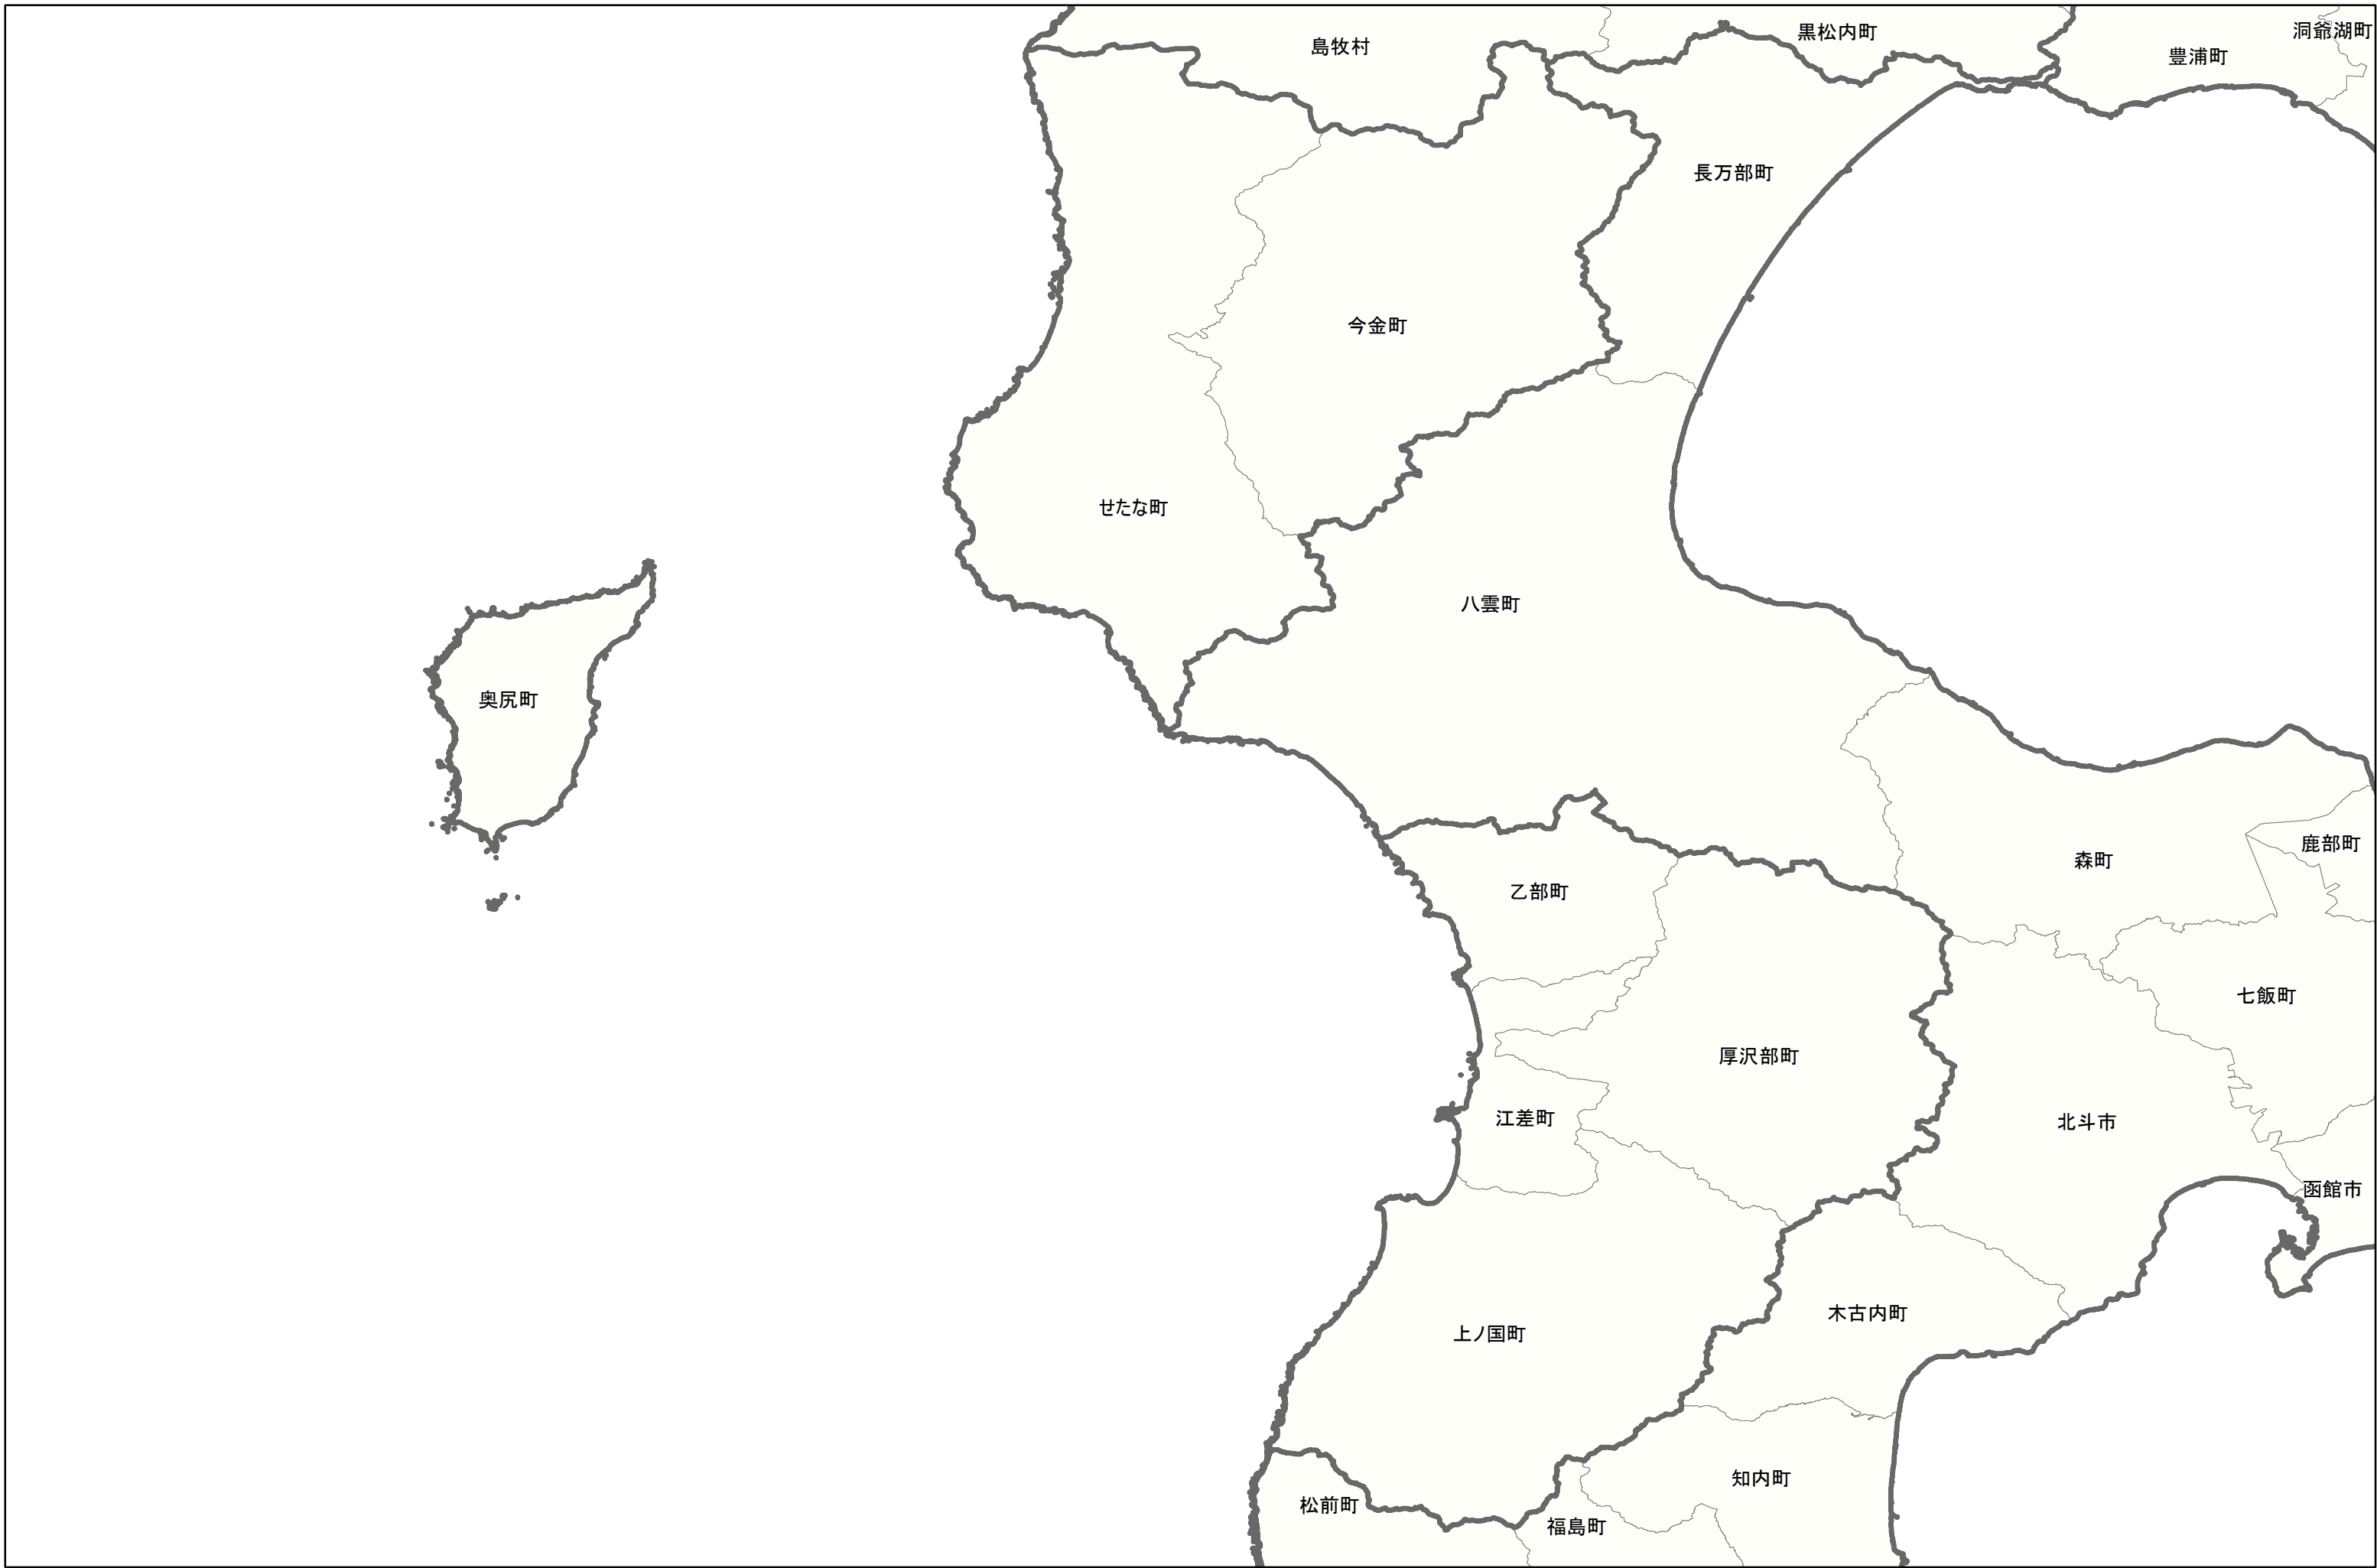 洞爺湖町
黒松内町
島牧村
豊浦町
長万部町
今金町
せたな町
八雲町
奥尻町
鹿部町
森町
乙部町
七飯町
厚沢部町
江差町
北斗市
函館市
木古内町
上ノ国町
知内町
松前町
福島町